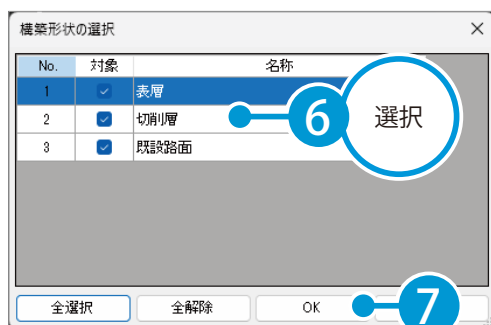 構築形状の選択
No. 対象 名称
1 表層
2 切削層
3 既設路面
6 選択
全選択 全解除 OK 7